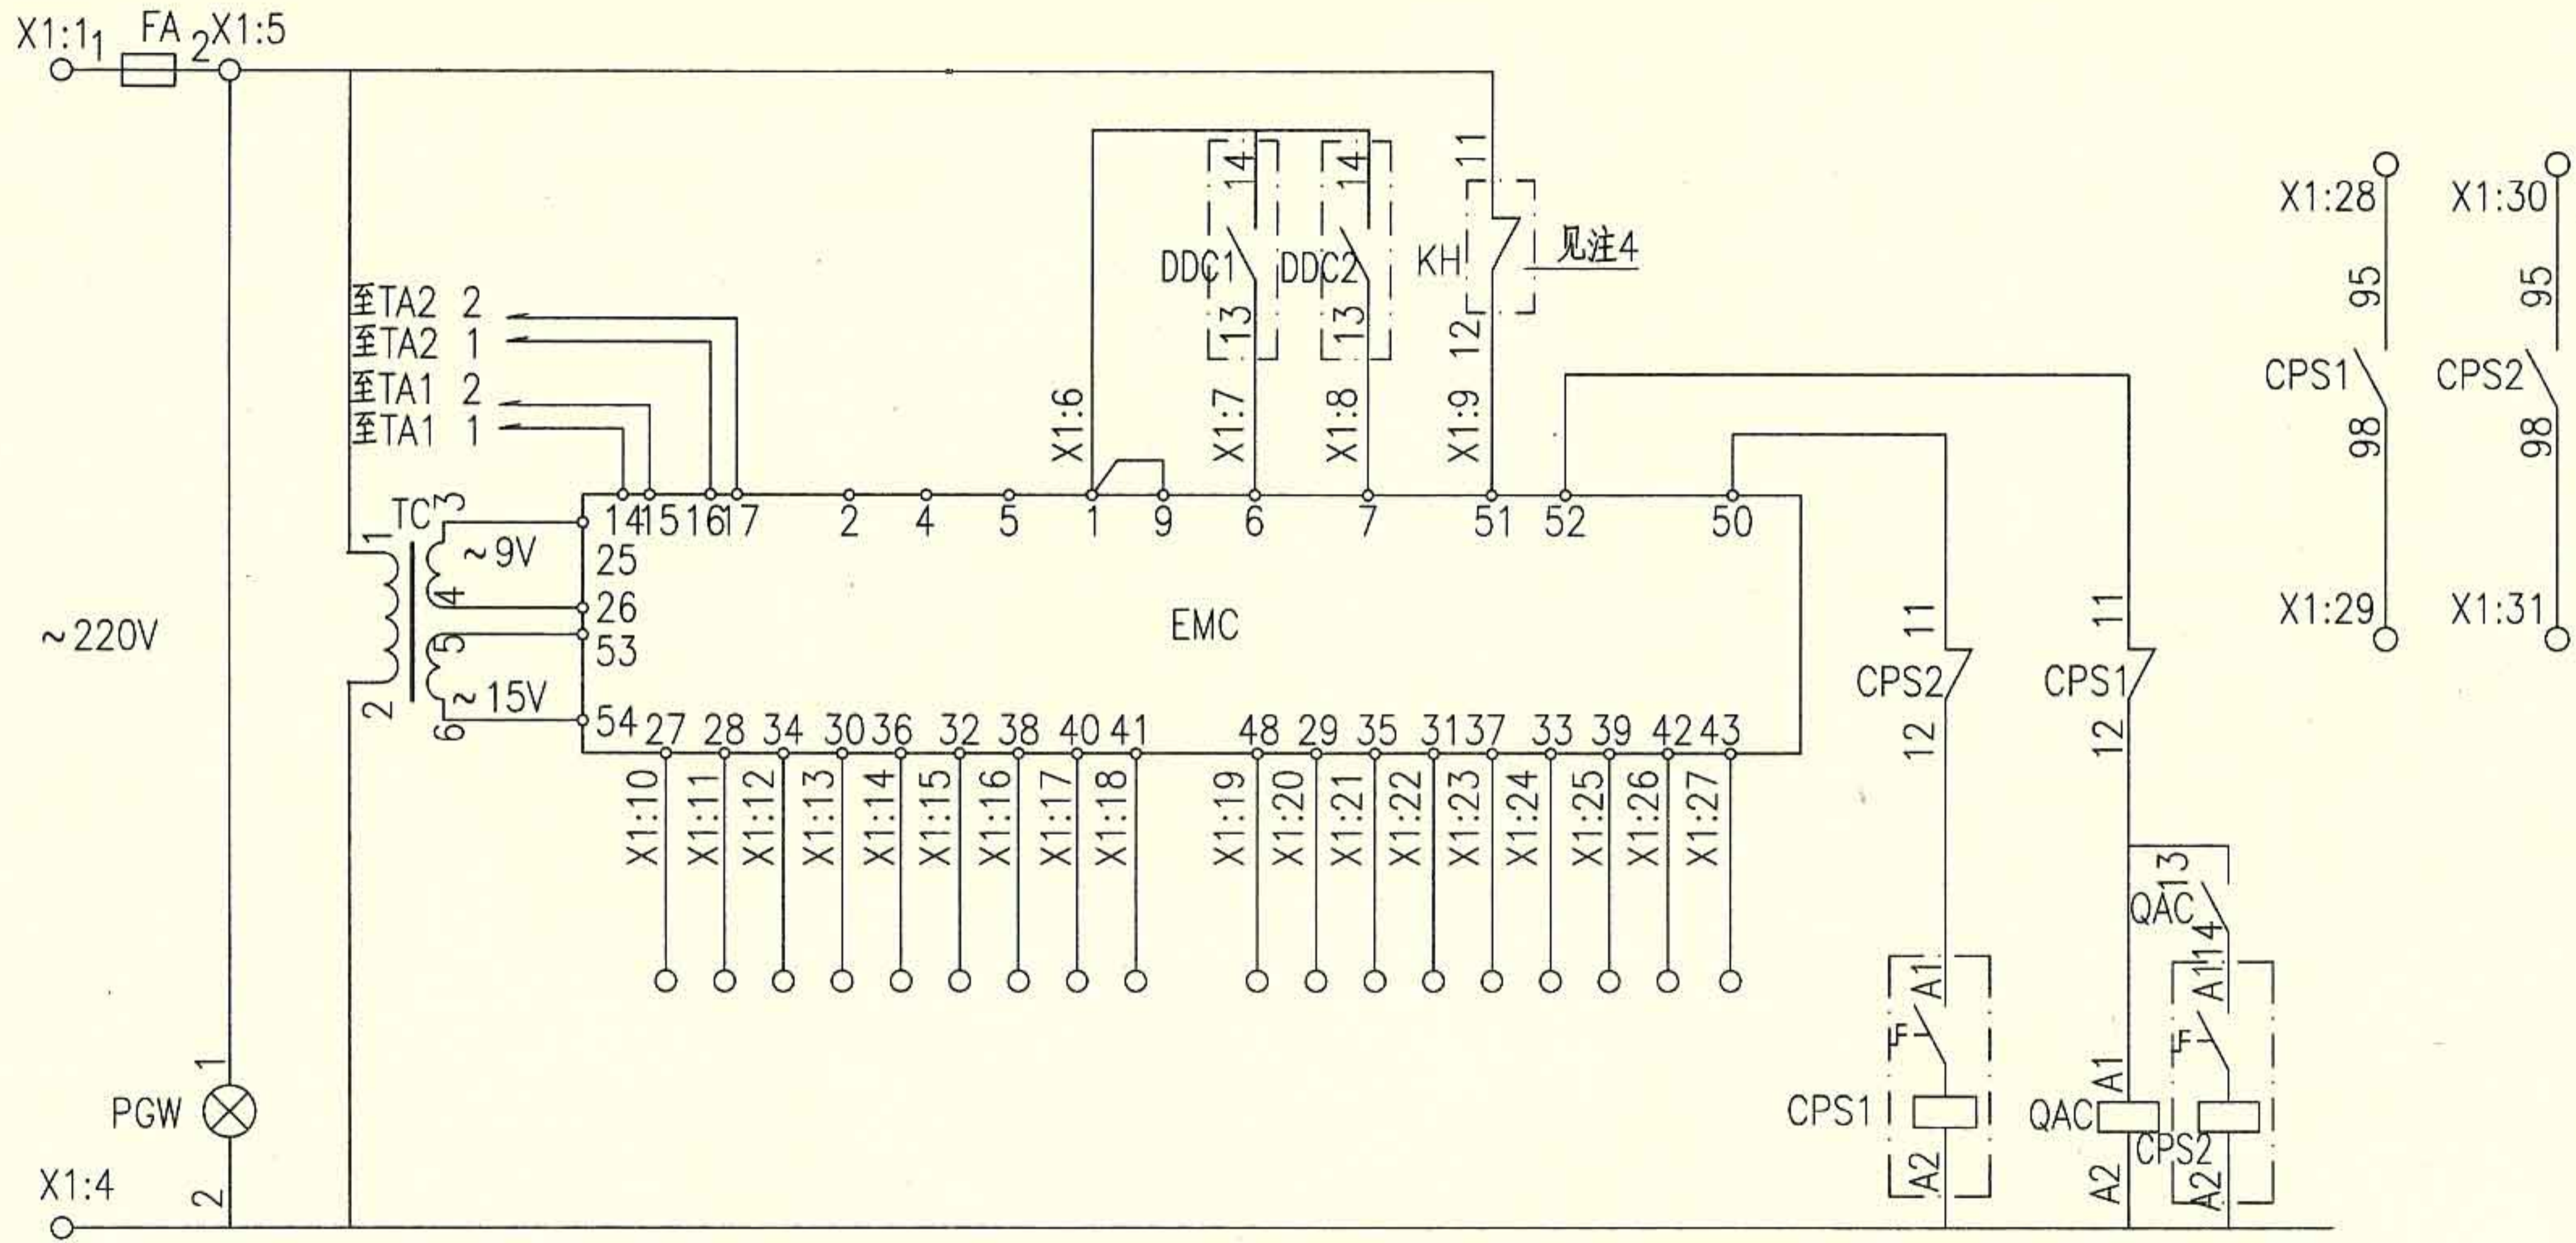 X1:1 1 FA 2 X1:5
14 14 11
X1:28 X1:30
DDC1 DDC2 KH 见注4
至TA2 2
至TA2 1
至TA1 2
至TA1 1
13 13 12
95 95
CPS1 CPS2
98 98
X1:6 X1:7 X1:8 X1:9
TC 3
14 15 16 17 2 4 5 1 9 6 7 51 52 50
1 ~9V 25
4 26
~220V EMC
5 53
2 ~15V
6 54
11 11
X1:29 X1:31
CPS2 CPS1
12 12
27 28 34 30 36 32 38 40 41 48 29 35 31 37 33 39 42 43
X1:10 X1:11 X1:12 X1:13 X1:14 X1:15 X1:16 X1:17 X1:18 X1:19 X1:20 X1:21 X1:22 X1:23 X1:24 X1:25 X1:26 X1:27
13
QAC
14
A1 A1
1 A1
PGW CPS1 QAC
CPS2
X1:4 2 A2 A2 A2